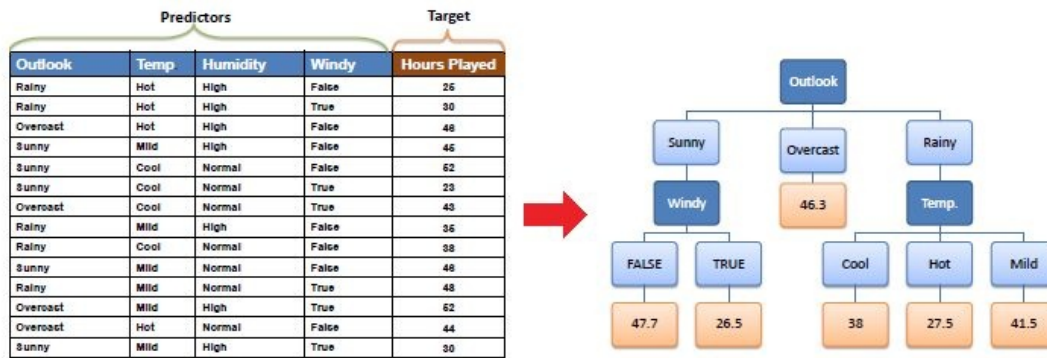 Predictors Target
Outlook Temp Humidity Windy Hours Played
Rainy Hot High False 25
Rainy Hot High True 30
Overcast Hot High False 46
Sunny Mild High False 45
Sunny Cool Normal False 52
Sunny Cool Normal True 23
Overcast Cool Normal True 43
Rainy Mild High False 35
Rainy Cool Normal False 38
Sunny Mild Normal False 46
Rainy Mild Normal True 48
Overcast Mild High True 52
Overcast Hot Normal False 44
Sunny Mild High True 30
Outlook
Sunny Overcast Rainy
Windy 46.3 Temp.
FALSE TRUE Cool Hot Mild
47.7 26.5 38 27.5 41.5